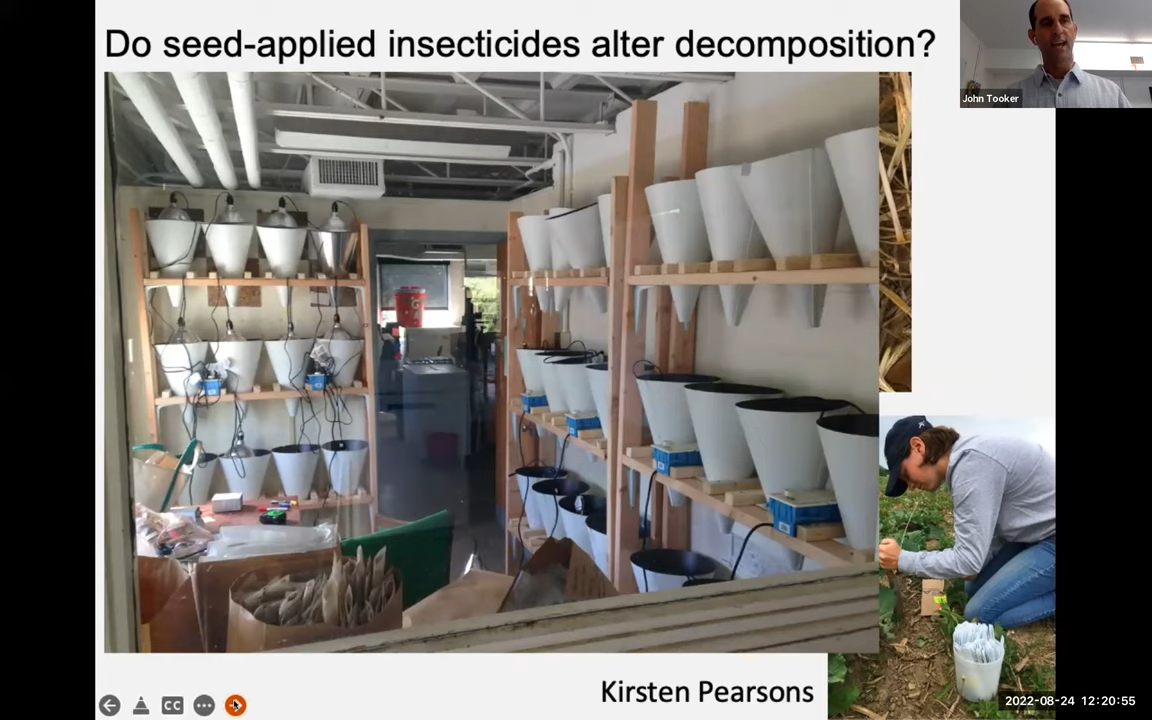 Do seed-applied insecticides alter decomposition?
John Tooker
Kirsten Pearsons
CC
2022-08-24 12:20:55